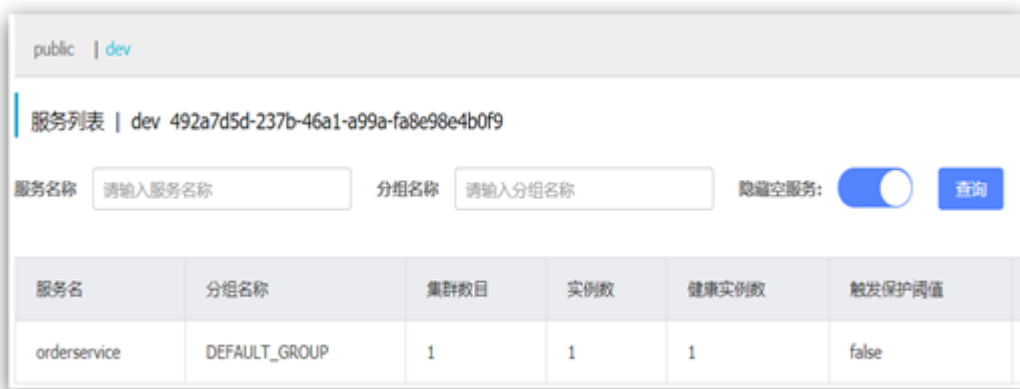 public | dev
服务列表 | dev 492a7d5d-237b-46a1-a99a-fa8e98e4b0f9
服务名称 请输入服务名称 分组名称 请输入分组名称 隐藏空服务: 查询
服务名 分组名称 集群数目 实例数 健康实例数 触发保护阈值
orderservice DEFAULT_GROUP 1 1 1 false